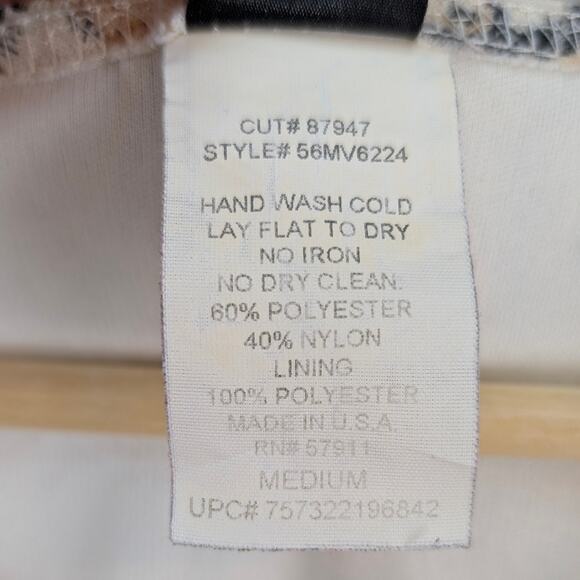 CUT# 87947
STYLE# 56MV6224
HAND WASH COLD
LAY FLAT TO DRY
NO IRON
NO DRY CLEAN.
60% POLYESTER
40% NYLON
LINING
100% POLYESTER
MADE IN U.S.A.
RN# 57911
MEDIUM
UPC# 757322196842